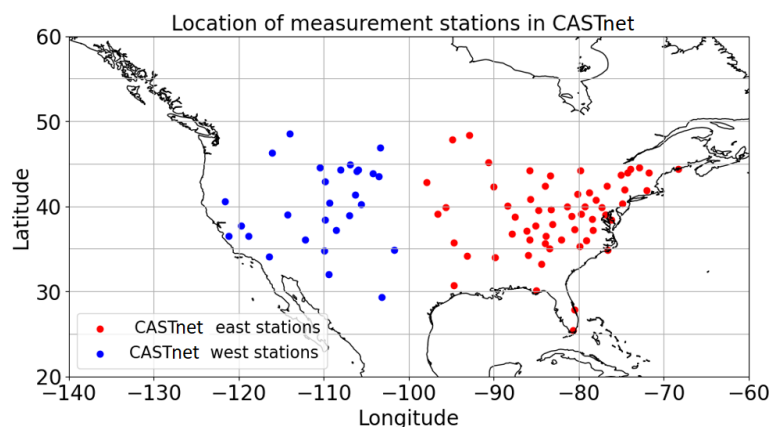 Location of measurement stations in CASTnet
60
50
40
30
20
Latitude
CASTnet east stations
CASTnet west stations
−140 −130 −120 −110 −100 −90 −80 −70 −60
Longitude